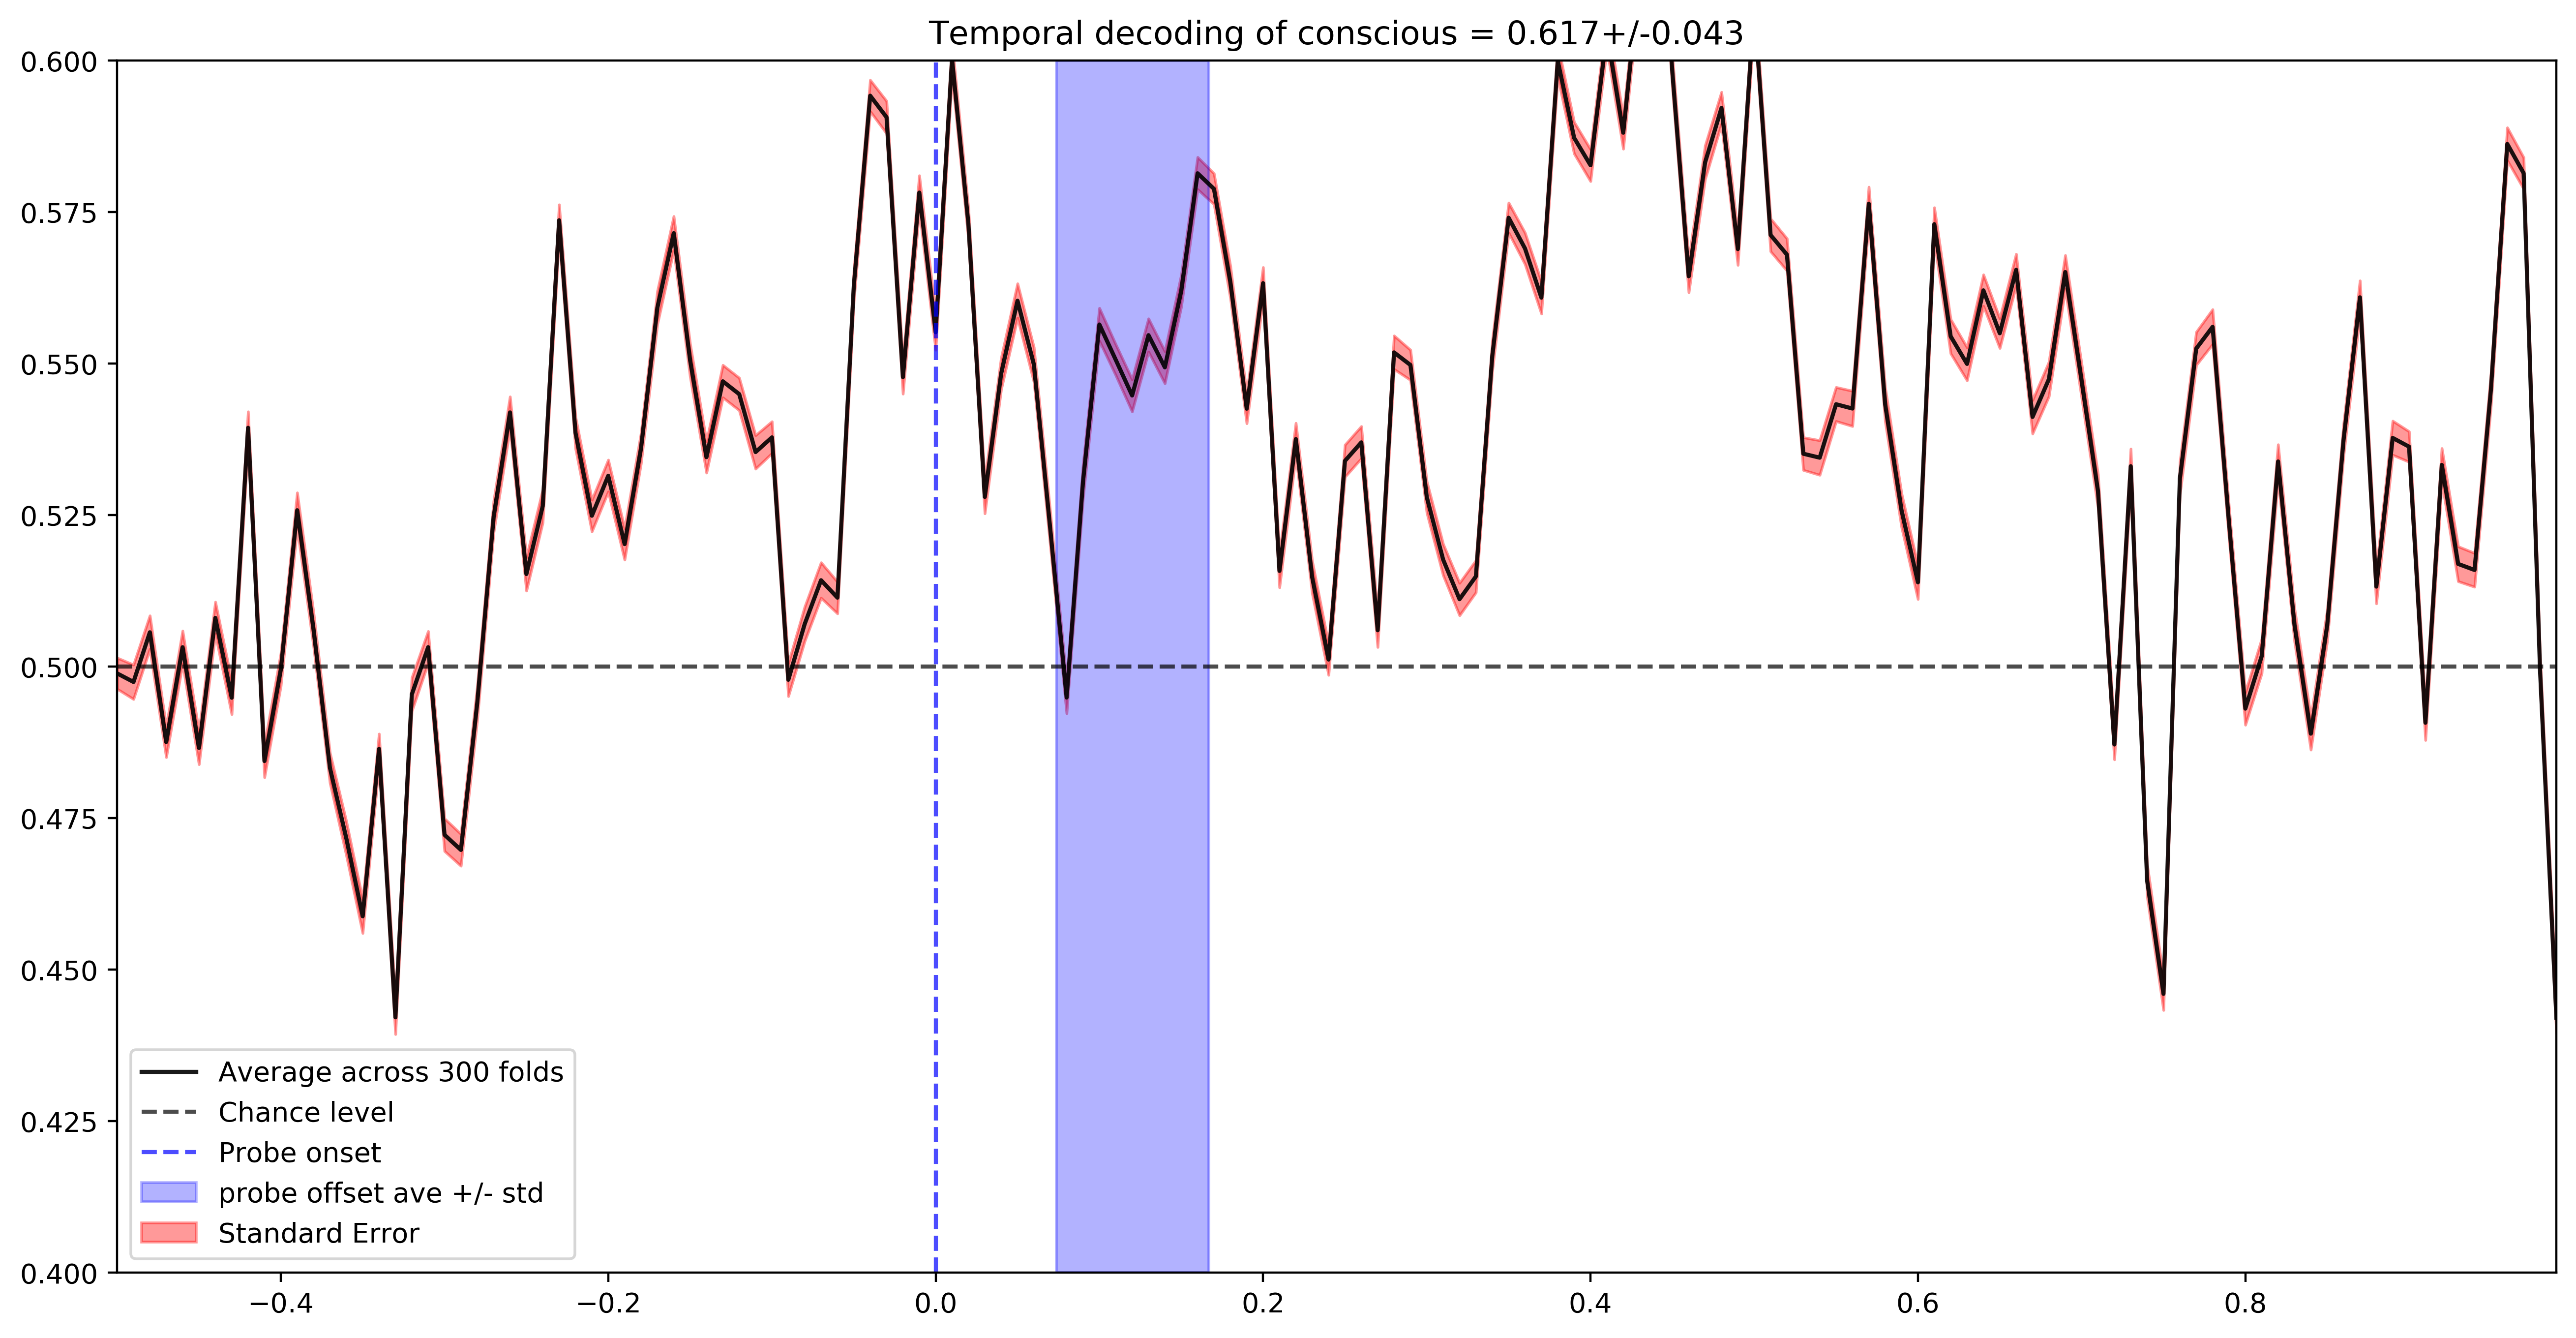 Temporal decoding of conscious = 0.617+/-0.043
0.600
0.575
0.550
0.525
0.500
0.475
0.450
0.425
0.400
Average across 300 folds
Chance level
Probe onset
probe offset ave +/- std
Standard Error
−0.4
−0.2
0.0
0.2
0.4
0.6
0.8